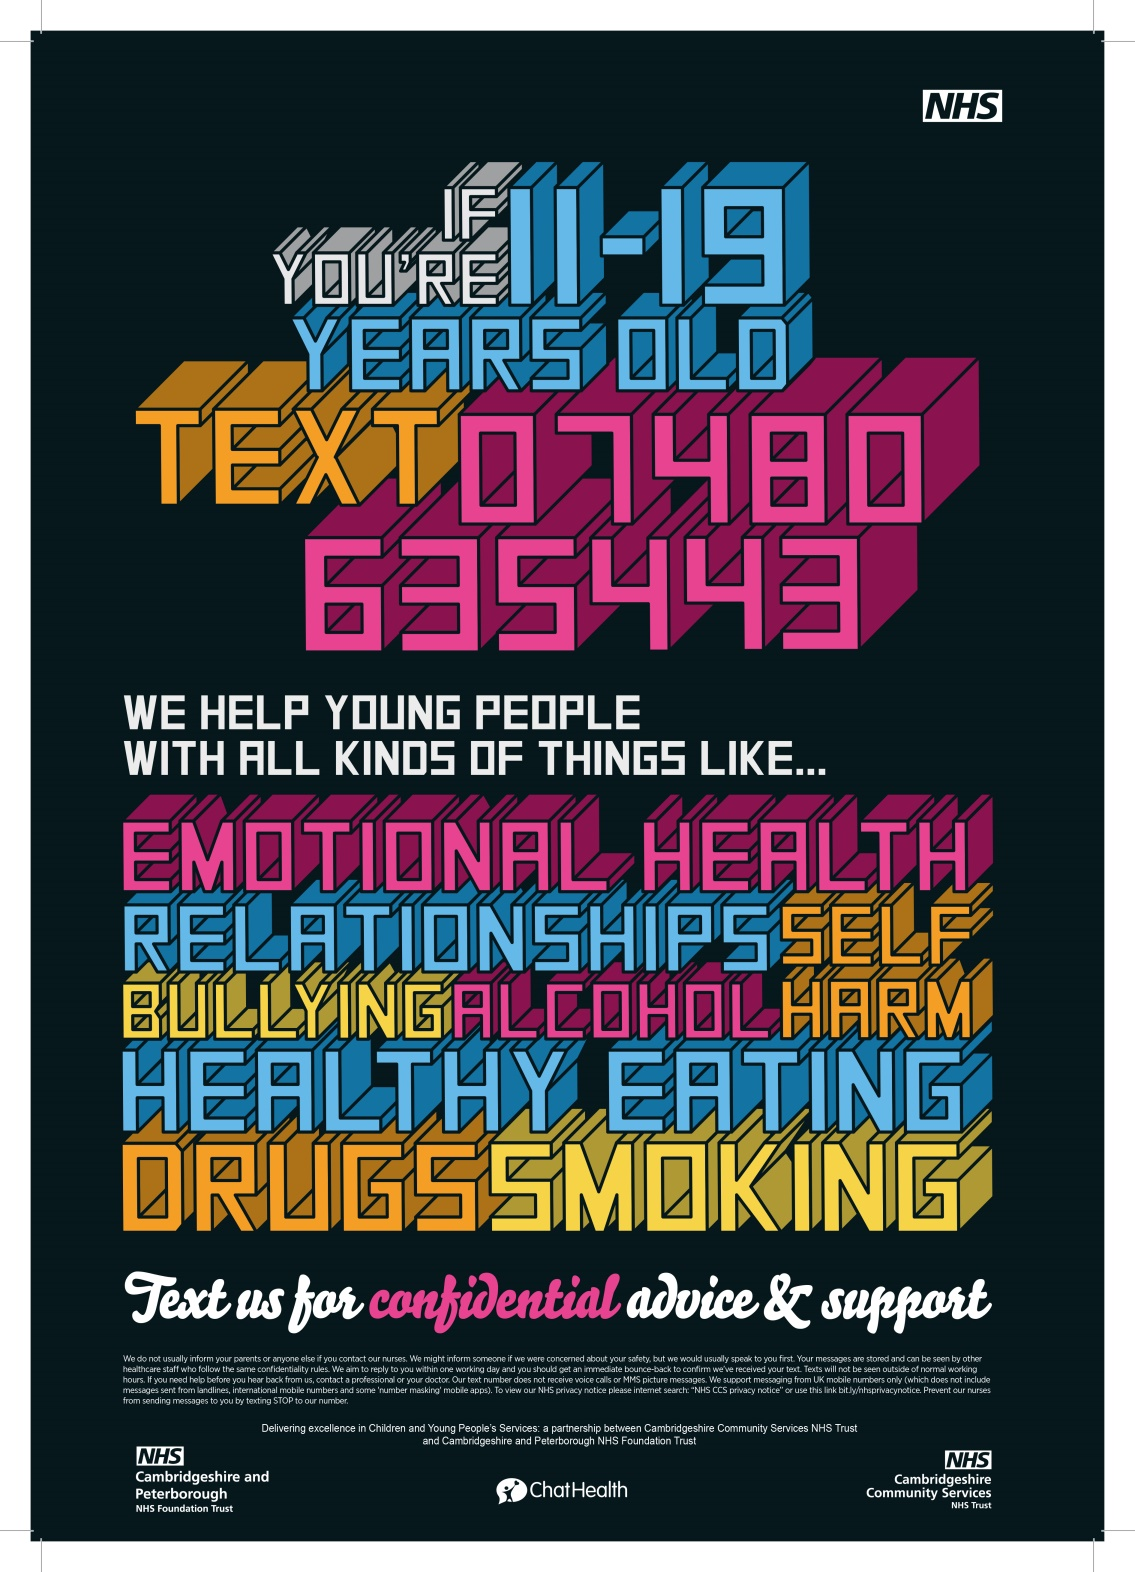 NHS
IF
YOU'RE 11-19
YEARS OLD
TEXT 07480
635443
WE HELP YOUNG PEOPLE
WITH ALL KINDS OF THINGS LIKE...
EMOTIONAL HEALTH
RELATIONSHIPS SELF
BULLYING ALCOHOL HARM
HEALTHY EATING
DRUGS SMOKING
Text us for confidential advice & support
We do not usually inform your parents or anyone else if you contact our nurses. We might inform someone if we were concerned about your safety, but we would usually speak to you first. Your messages are stored and can be seen by other
healthcare staff who follow the same confidentiality rules. We aim to reply to you within one working day and you should get an immediate bounce-back to confirm we've received your text. Texts will not be seen outside of normal working
hours. If you need help before you hear back from us, contact a professional or your doctor. Our text number does not receive voice calls or MMS picture messages. We support messaging from UK mobile numbers only (which does not include
messages sent from landlines, international mobile numbers and some 'number masking' mobile apps). To view our NHS privacy notice please internet search: "NHS CCS privacy notice" or use this link bit.ly/nhsprivacynotice. Prevent our nurses
from sending messages to you by texting STOP to our number.
Delivering excellence in Children and Young People's Services: a partnership between Cambridgeshire Community Services NHS Trust
and Cambridgeshire and Peterborough NHS Foundation Trust
NHS
Cambridgeshire and
Peterborough
NHS Foundation Trust
ChatHealth
NHS
Cambridgeshire
Community Services
NHS Trust